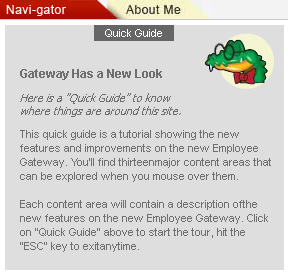 Navi-gator
About Me
Quick Guide
Gateway Has a New Look
Here is a "Quick Guide" to know
where things are around this site.
This quick guide is a tutorial showing the new
features and improvements on the new Employee
Gateway. You'll find thirteenmajor content areas that
can be explored when you mouse over them.
Each content area will contain a description ofthe
new features on the new Employee Gateway. Click
on "Quick Guide" above to start the tour, hit the
"ESC" key to exitanytime.